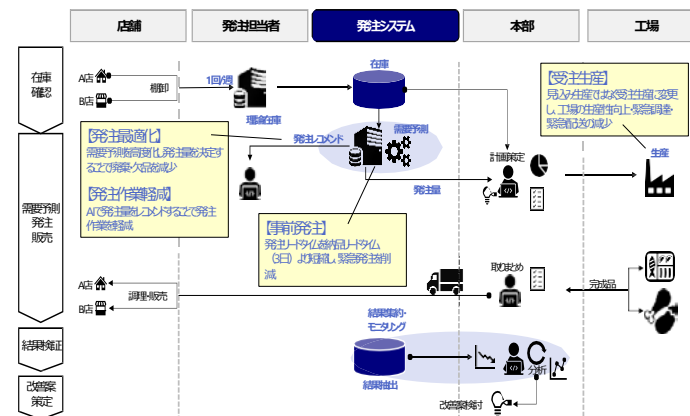 店舗
発注担当者
発注システム
本部
工場
在庫
確認
A店
B店
棚卸
1回/週
理論在庫
在庫
【受注生産】
見込み生産ではなく受注生産に変更
し、工場の生産性向上・緊急調達・
緊急配送の減少
【発注最適化】
需要予測を高度化し発注量を決定す
ることで廃棄・欠品を減少
【発注作業軽減】
AIで発注量をレコメンドすることで発注
作業を軽減
発注レコメンド
需要予測
計画策定
生産
発注量
需要予測
発注
販売
【事前発注】
発注リードタイムを納品リードタイム
(3日)より短縮し、緊急発注を削
減
A店
B店
調理・販売
取りまとめ
完成品
結果検証
結果集約・
モニタリング
結果抽出
分析
改善案
策定
改善案検討